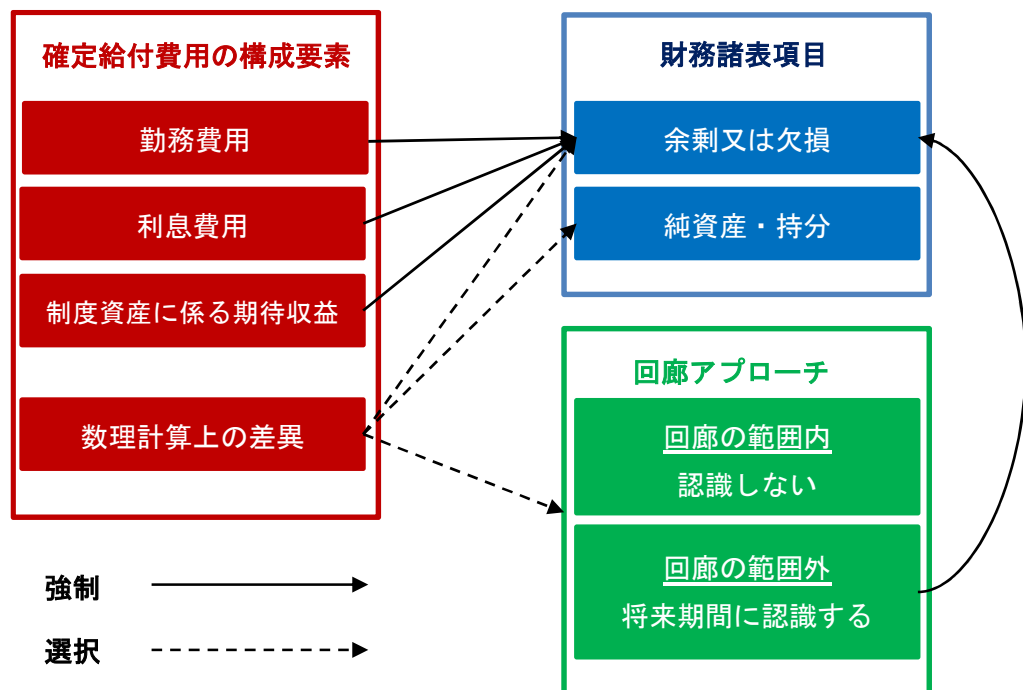 確定給付費用の構成要素
勤務費用
利息費用
制度資産に係る期待収益
数理計算上の差異
財務諸表項目
余剰又は欠損
純資産・持分
回廊アプローチ
回廊の範囲内
認識しない
回廊の範囲外
将来期間に認識する
強制
選択